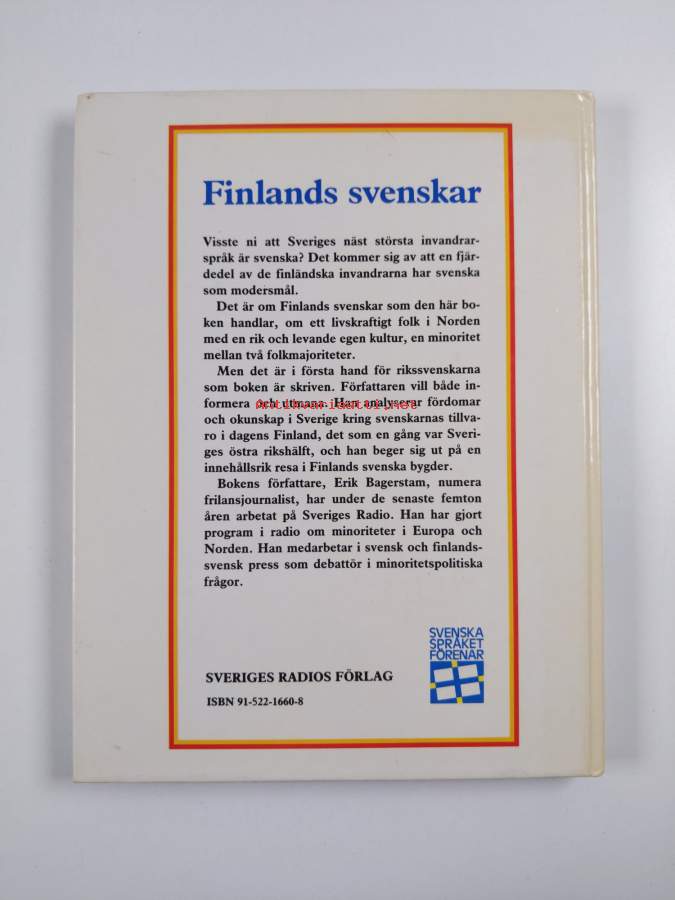 Finlands svenskar
Visste ni att Sveriges näst största invandrar-
språk är svenska? Det kommer sig av att en fjär-
dedel av de finländska invandrarna har svenska
som modersmål.
Det är om Finlands svenskar som den här bo-
ken handlar, om ett livskraftigt folk i Norden
med en rik och levande egen kultur, en minoritet
mellan två folkmajoriteter.
Men det är i första hand för rikssvenskarna
som boken är skriven. Författaren vill både in-
formera och utmana. Han analyserar fördomar
Antikvariaatti.net
och okunskap i Sverige kring svenskarnas tillva-
ro i dagens Finland, det som en gång var Sveri-
ges östra rikshälft, och han beger sig ut på en
innehållsrik resa i Finlands svenska bygder.
Bokens författare, Erik Bagerstam, numera
frilansjournalist, har under de senaste femton
åren arbetat på Sveriges Radio. Han har gjort
program i radio om minoriteter i Europa och
Norden. Han medarbetar i svensk och finlands-
svensk press som debattör i minoritetspolitiska
frågor.
SVENSKA
SPRÅKET
FÖRENAR
SVERIGES RADIOS FÖRLAG
ISBN 91-522-1660-8